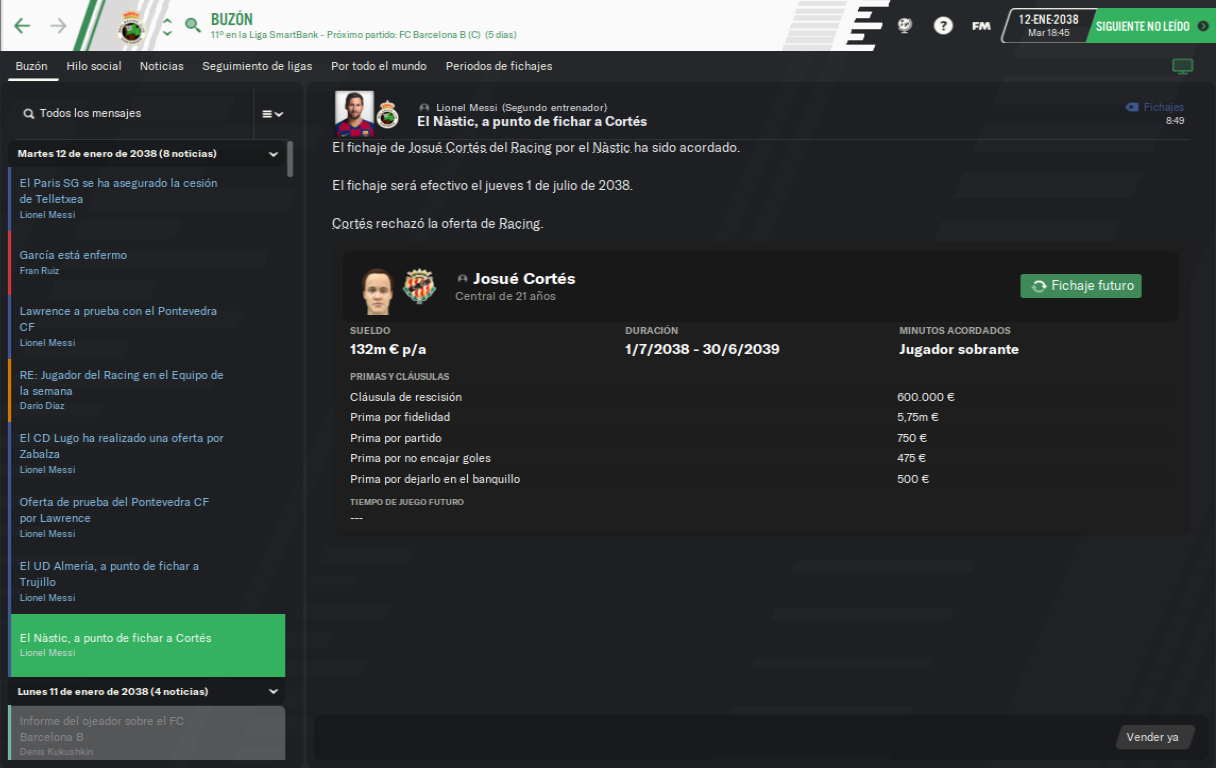 BUZÓN
11º en la Liga SmartBank - Próximo partido: FC Barcelona B (C) (5 días)
?
FM
12-ENE-2038
Mar 18:45
SIGUIENTE NO LEÍDO
Buzón
Hilo social
Noticias
Seguimiento de ligas
Por todo el mundo
Periodos de fichajes
Todos los mensajes
Martes 12 de enero de 2038 (8 noticias)
El Paris SG se ha asegurado la cesión
de Telletxea
Lionel Messi
García está enfermo
Fran Ruiz
Lawrence a prueba con el Pontevedra
CF
Lionel Messi
RE: Jugador del Racing en el Equipo de
la semana
Darío Díaz
El CD Lugo ha realizado una oferta por
Zabalza
Lionel Messi
Oferta de prueba del Pontevedra CF
por Lawrence
Lionel Messi
El UD Almería, a punto de fichar a
Trujillo
Lionel Messi
El Nàstic, a punto de fichar a Cortés
Lionel Messi
Lunes 11 de enero de 2038 (4 noticias)
Informe del ojeador sobre el FC
Barcelona B
Denis Kukushkin
Lionel Messi (Segundo entrenador)
El Nàstic, a punto de fichar a Cortés
Fichajes
8:49
El fichaje de Josué Cortés del Racing por el Nàstic ha sido acordado.
El fichaje será efectivo el jueves 1 de julio de 2038.
Cortés rechazó la oferta de Racing.
Josué Cortés
Central de 21 años
Fichaje futuro
SUELDO
DURACIÓN
MINUTOS ACORDADOS
132m € p/a
1/7/2038 - 30/6/2039
Jugador sobrante
PRIMAS Y CLÁUSULAS
Cláusula de rescisión
600.000 €
Prima por fidelidad
5,75m €
Prima por partido
750 €
Prima por no encajar goles
475 €
Prima por dejarlo en el banquillo
500 €
TIEMPO DE JUEGO FUTURO
---
Vender ya